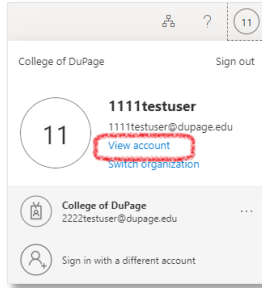 ? 11
College of DuPage Sign out
11
1111testuser
1111testuser@dupage.edu
View account
Switch organization
College of DuPage
2222testuser@dupage.edu
...
Sign in with a different account